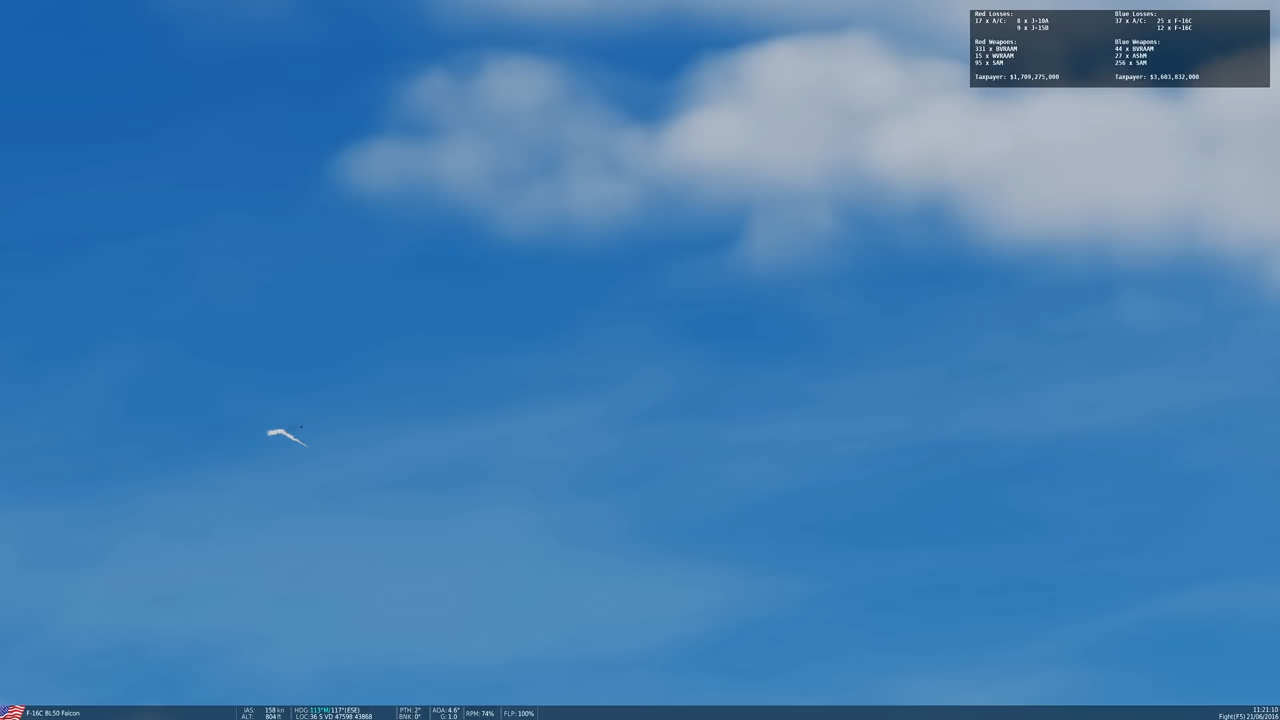 Red Losses:
17 x A/C: 8 x J-10A
9 x J-15B
Red Weapons:
331 x BVRAAM
15 x WVRAAM
95 x SAM
Taxpayer: $1,709,275,000
Blue Losses:
37 x A/C: 25 x F-16C
12 x F-16C
Blue Weapons:
44 x BVRAAM
27 x AShM
256 x SAM
Taxpayer: $3,603,832,000
F-16C BL50 Falcon
IAS: 158 kn
ALT: 804 ft
HDG:113°M/117°(ESE)
LOC:36 S VD 47598 43868
PTH: 2°
BNK: 0°
AOA: 4.6°
G: 1.0
RPM: 74%
FLP: 100%
11:21:10
Fight(F5) 21/06/2016